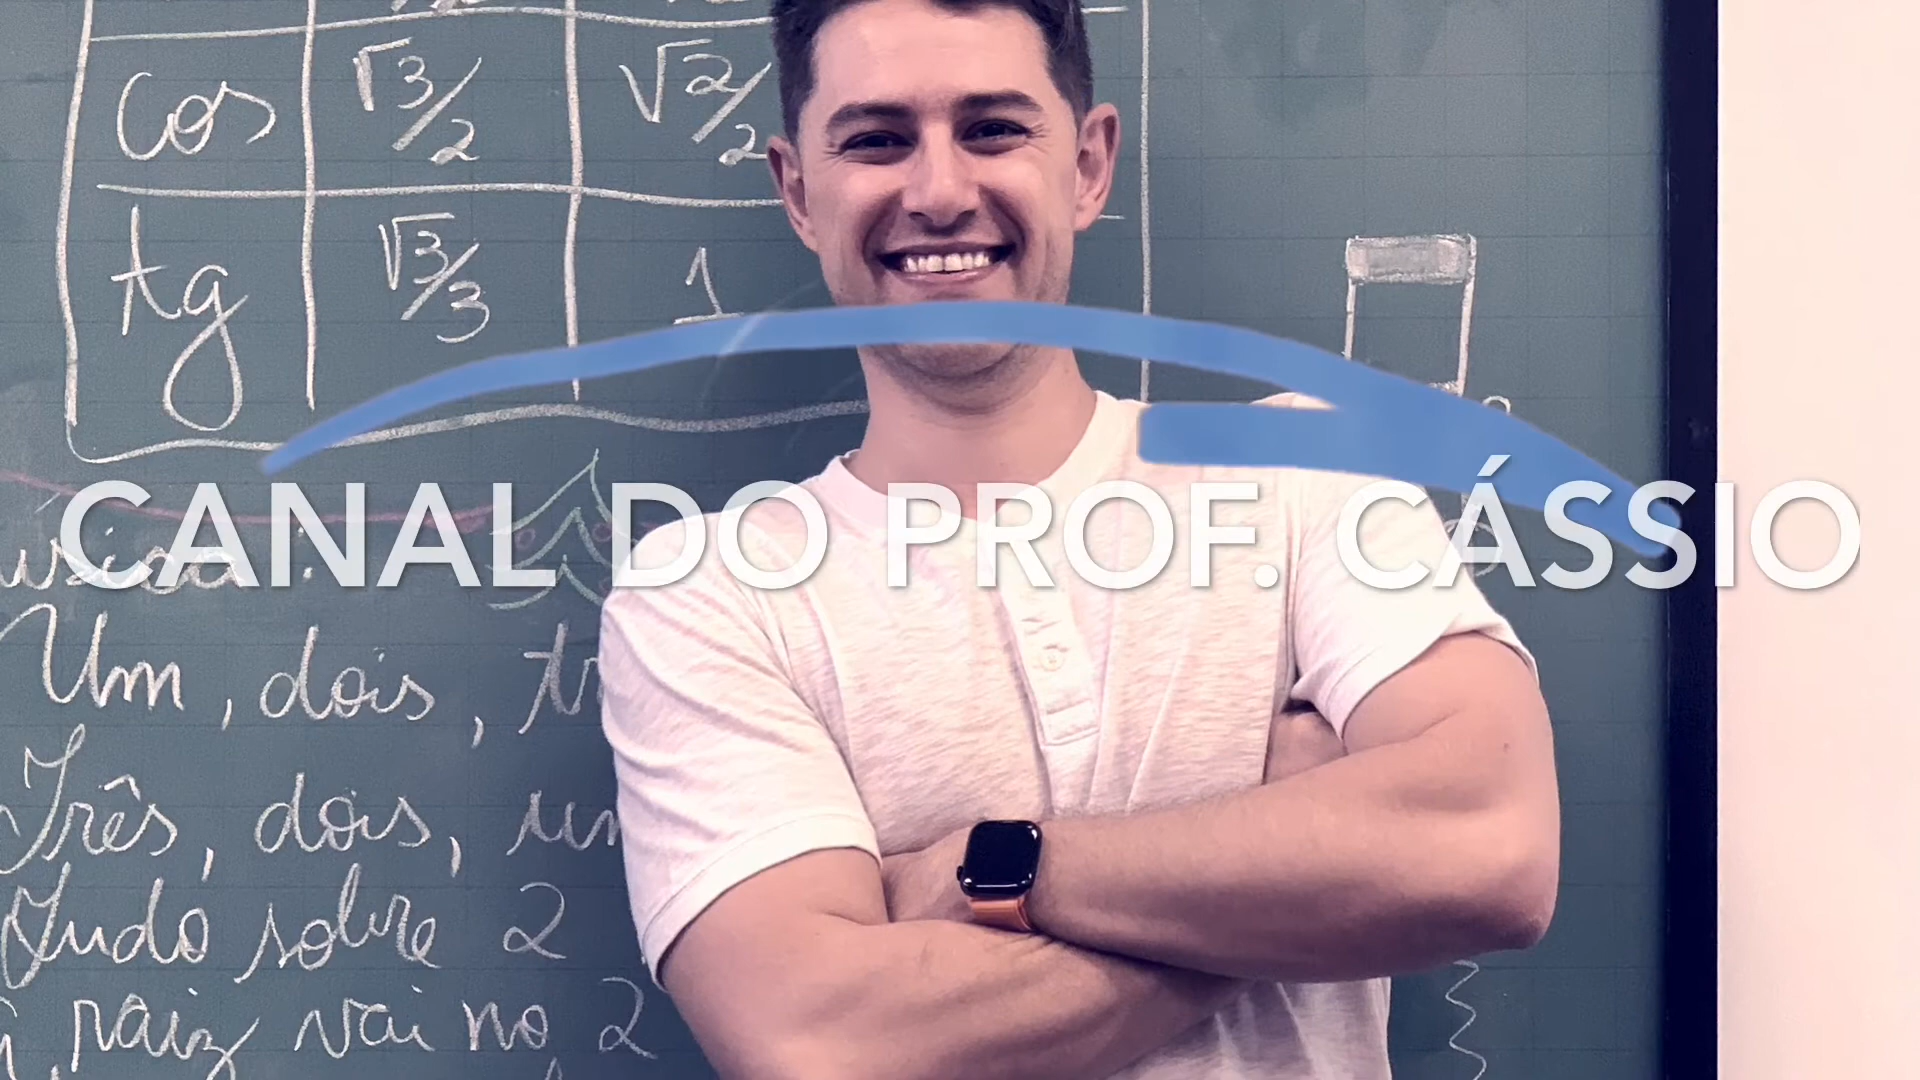 cos √3/2 √2/2
tg √3/3 1
CANAL DO PROF. CÁSSIO
Um, dois,
Três, dois,
Tudo sobre 2
raiz vai no 2